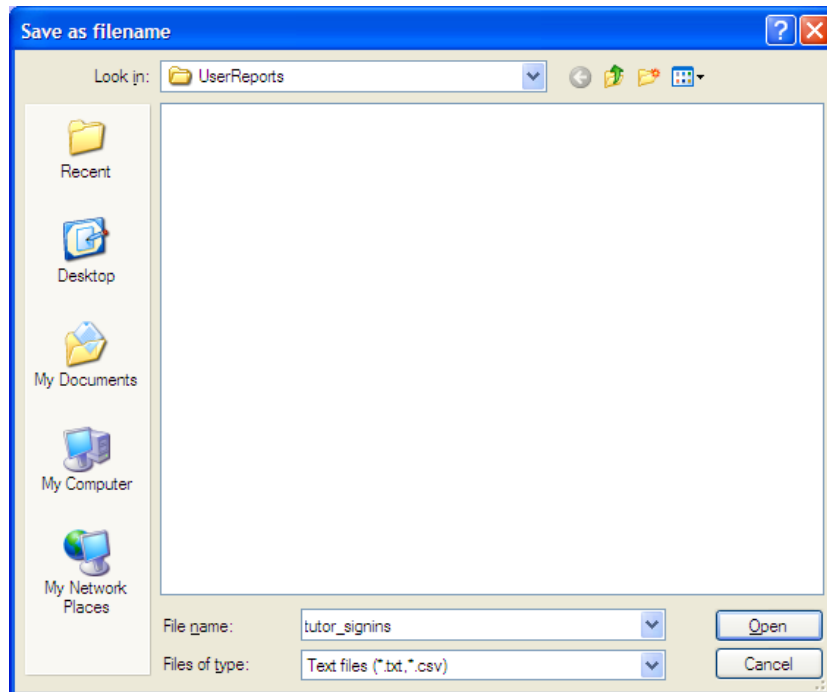 Save as filename
Look in: UserReports
Recent
Desktop
My Documents
My Computer
My Network
Places
File name: tutor_signins Open
Files of type: Text files (*.txt,*.csv) Cancel